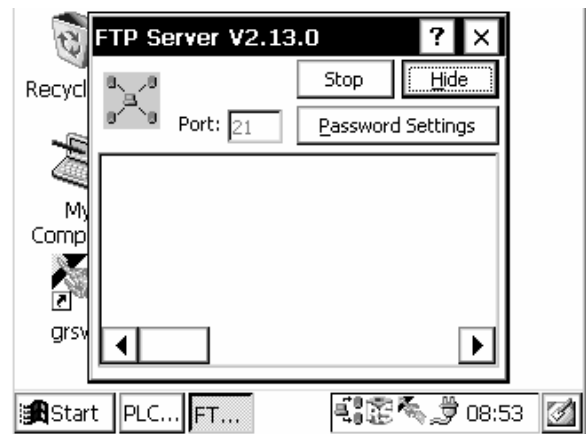 FTP Server V2.13.0 ? ×
Recycl
Stop Hide
Port: 21 Password Settings
My
Comp
grsv
Start PLC... FT... 08:53